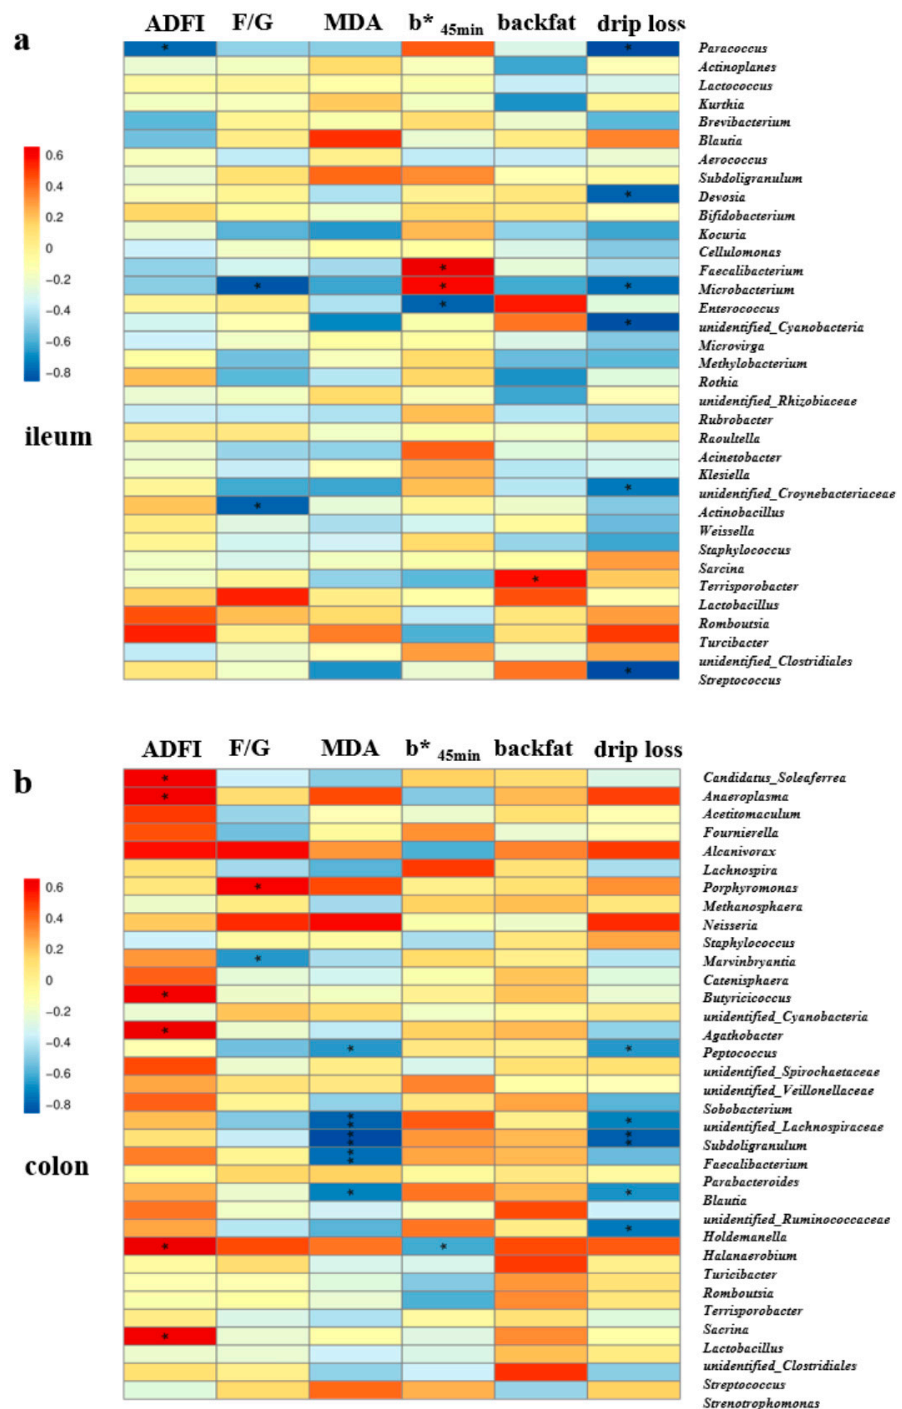 a
ADFI F/G MDA b* 45min backfat drip loss
Paracoccus
Actinoplanes
Lactococcus
Kurthia
Brevibacterium
Blautia
Aerococcus
Subdoligranulum
Devosia
Bifidobacterium
Kocuria
Cellulomonas
Faecalibacterium
Microbacterium
Enterococcus
unidentified_Cyanobacteria
Microvirga
Methylobacterium
Rothia
unidentified_Rhizobiaceae
Rubrobacter
Raoultella
Acinetobacter
Klesiella
unidentified_Croynebacteriaceae
Actinobacillus
Weissella
Staphylococcus
Sarcina
Terrisporobacter
Lactobacillus
Romboutsia
Turcibacter
unidentified_Clostridiales
Streptococcus
0.6
0.4
0.2
0
−0.2
−0.4
−0.6
−0.8
ileum
b
ADFI F/G MDA b* 45min backfat drip loss
Candidatus_Soleaferrea
Anaeroplasma
Acetitomaculum
Fournierella
Alcanivorax
Lachnospira
Porphyromonas
Methanosphaera
Neisseria
Staphylococcus
Marvinbryantia
Catenisphaera
Butyricicoccus
unidentified_Cyanobacteria
Agathobacter
Peptococcus
unidentified_Spirochaetaceae
unidentified_Veillonellaceae
Sobobacterium
unidentified_Lachnospiraceae
Subdoligranulum
Faecalibacterium
Parabacteroides
Blautia
unidentified_Ruminococcaceae
Holdemanella
Halanaerobium
Turicibacter
Romboutsia
Terrisporobacter
Sacrina
Lactobacillus
unidentified_Clostridiales
Streptococcus
Strenotrophomonas
0.6
0.4
0.2
0
−0.2
−0.4
−0.6
−0.8
colon